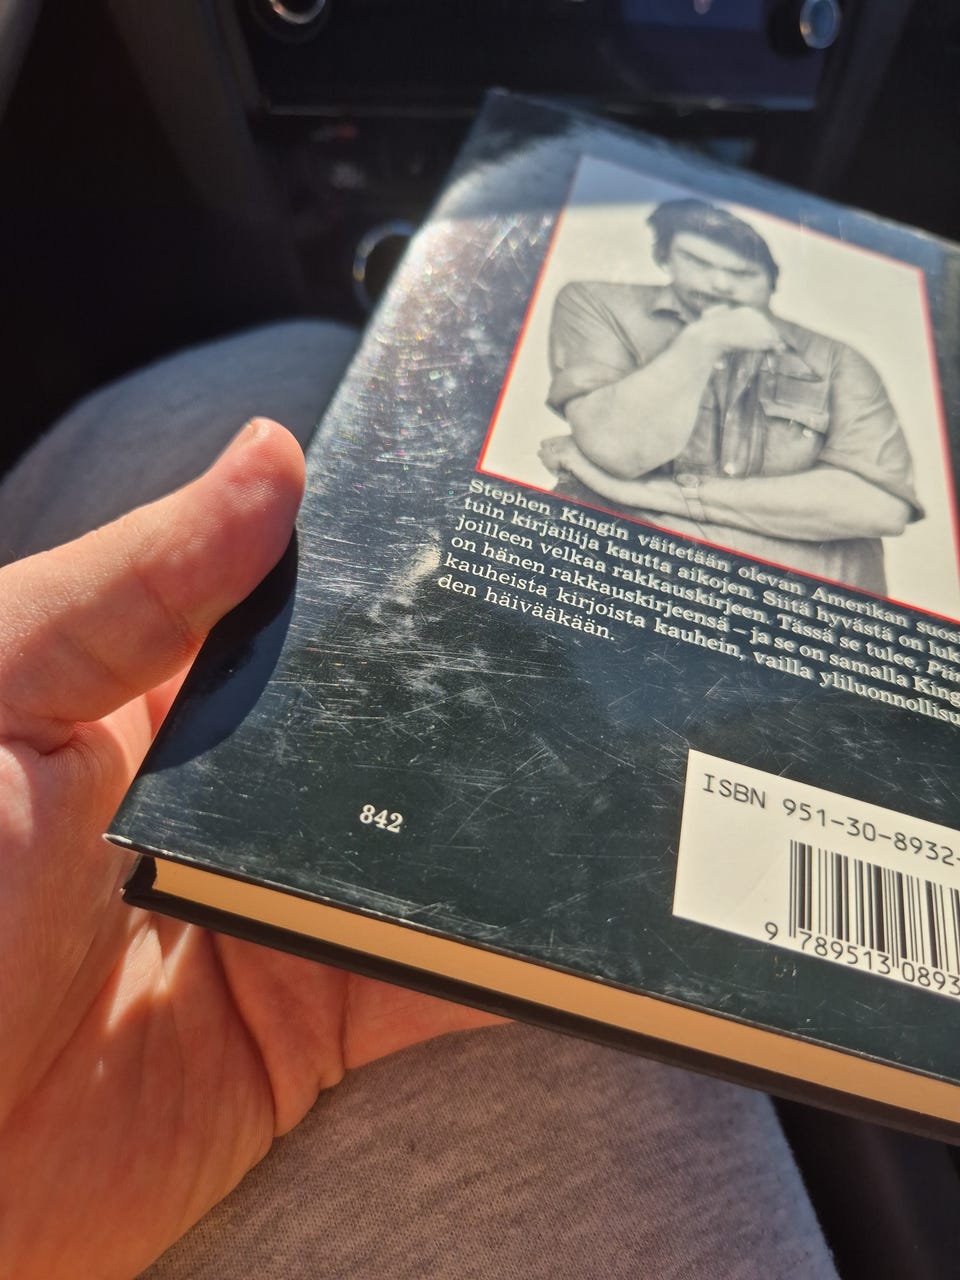 Stephen Kingin väitetään olevan Amerikan suosi
tuin kirjailija kautta aikojen. Siitä hyvästä on luk
joilleen velkaa rakkauskirjeen. Tässä se tulee. Pii
on hänen rakkauskirjeensä – ja se on samalla King
kauheista kirjoista kauhein, vailla yliluonnollisu
den häivääkään.
842
ISBN 951-30-8932-
9 789513 0893